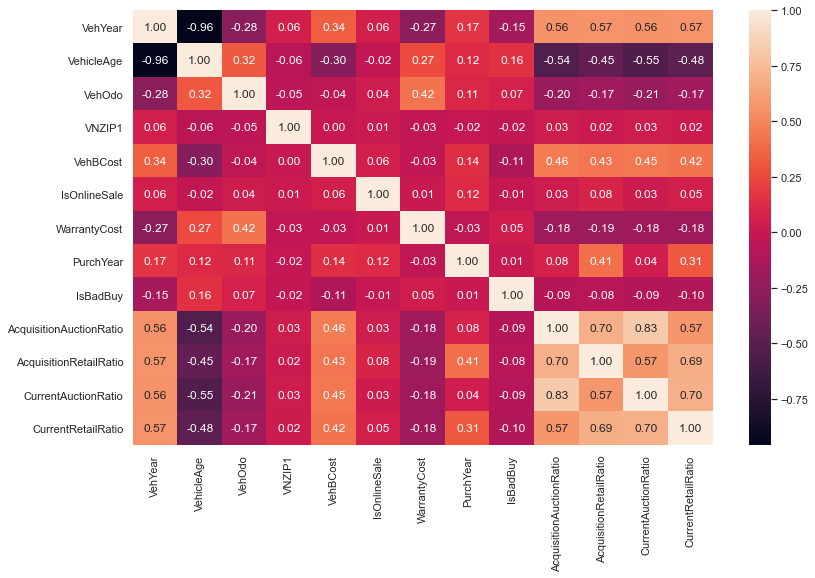 VehYear 1.00 -0.96 -0.28 0.06 0.34 0.06 -0.27 0.17 -0.15 0.56 0.57 0.56 0.57
VehicleAge -0.96 1.00 0.32 -0.06 -0.30 -0.02 0.27 0.12 0.16 -0.54 -0.45 -0.55 -0.48
VehOdo -0.28 0.32 1.00 -0.05 -0.04 0.04 0.42 0.11 0.07 -0.20 -0.17 -0.21 -0.17
VNZIP1 0.06 -0.06 -0.05 1.00 0.00 0.01 -0.03 -0.02 -0.02 0.03 0.02 0.03 0.02
VehBCost 0.34 -0.30 -0.04 0.00 1.00 0.06 -0.03 0.14 -0.11 0.46 0.43 0.45 0.42
IsOnlineSale 0.06 -0.02 0.04 0.01 0.06 1.00 0.01 0.12 -0.01 0.03 0.08 0.03 0.05
WarrantyCost -0.27 0.27 0.42 -0.03 -0.03 0.01 1.00 -0.03 0.05 -0.18 -0.19 -0.18 -0.18
PurchYear 0.17 0.12 0.11 -0.02 0.14 0.12 -0.03 1.00 0.01 0.08 0.41 0.04 0.31
IsBadBuy -0.15 0.16 0.07 -0.02 -0.11 -0.01 0.05 0.01 1.00 -0.09 -0.08 -0.09 -0.10
AcquisitionAuctionRatio 0.56 -0.54 -0.20 0.03 0.46 0.03 -0.18 0.08 -0.09 1.00 0.70 0.83 0.57
AcquisitionRetailRatio 0.57 -0.45 -0.17 0.02 0.43 0.08 -0.19 0.41 -0.08 0.70 1.00 0.57 0.69
CurrentAuctionRatio 0.56 -0.55 -0.21 0.03 0.45 0.03 -0.18 0.04 -0.09 0.83 0.57 1.00 0.70
CurrentRetailRatio 0.57 -0.48 -0.17 0.02 0.42 0.05 -0.18 0.31 -0.10 0.57 0.69 0.70 1.00
VehYear
VehicleAge
VehOdo
VNZIP1
VehBCost
IsOnlineSale
WarrantyCost
PurchYear
IsBadBuy
AcquisitionAuctionRatio
AcquisitionRetailRatio
CurrentAuctionRatio
CurrentRetailRatio
1.00
0.75
0.50
0.25
0.00
−0.25
−0.50
−0.75